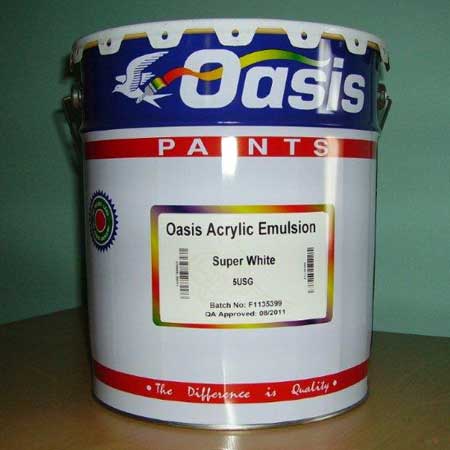 Oasis
PAINTS
Oasis Acrylic Emulsion
Super White
5USG
Batch No: F1135399
QA Approved: 08/2011
• The Difference is Quality •